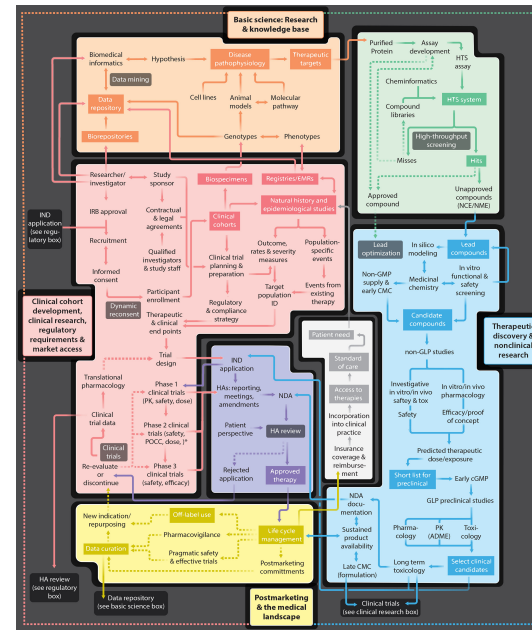 Basic science: Research
& knowledge base
Biomedical
informatics
Hypothesis
Disease
pathophysiology
Therapeutic
targets
Data mining
Data
repository
Cell lines
Animal
models
Molecular
pathway
Biorepositories
Genotypes
Phenotypes
Purified
Protein
Assay
development
HTS
assay
Cheminformatics
Compound
libraries
HTS system
High-throughput
screening
Misses
Hits
Approved
compound
Unapproved
compounds
(NCE/NME)
Researcher/
investigator
Study
sponsor
Biospecimens
Registries/EMRs
Natural history and
epidemiological studies
IRB approval
Contractual
& legal
agreements
Clinical
cohorts
IND
application
(see regu-
latory box)
Recruitment
Qualified
investigators
& study staff
Clinical trial
planning &
preparation
Outcome,
rates & severity
measures
Population-
specific
events
Informed
consent
Dynamic
reconsent
Participant
enrollment
Regulatory
& compliance
strategy
Target
population
ID
Events from
existing therapy
Therapeutic
& clinical
end points
Clinical cohort
development,
clinical research,
regulatory
requirements &
market access
Trial
design
Translational
pharmacology
Phase 1
clinical trials
(PK, safety, dose)
Clinical
trial data
Phase 2 clinical
trials (safety,
POCC, dose, )*
Clinical
trials
Re-evaluate or
discontinue
Phase 3
clinical trials
(safety, efficacy)
IND
application
HAs: reporting,
meetings,
amendments
NDA
Patient
perspective
HA review
Rejected
application
Approved
therapy
Patient need
Standard
of care
Access to
therapies
Incorporation
into clinical
practice
Insurance
coverage &
reimburse-
ment
Lead
optimization
In silico
modeling
Lead
compounds
Non-GMP
supply &
early CMC
Medicinal
chemistry
In vitro
functional &
safety
screening
Candidate
compounds
Therapeutic
discovery &
nonclinical
research
non-GLP studies
Investigative
in vitro/in vivo
saftey & tox
In vitro/in vivo
pharmacology
Safety
Efficacy/proof
of concept
Predicted therapeutic
dose/exposure
Short list for
preclinical
Early cGMP
GLP preclinical studies
Pharma-
cology
PK
(ADME)
Toxi-
cology
NDA
docu-
mentation
Sustained
product
availability
Late CMC
(formulation)
Long term
toxicology
Select clinical
candidates
New indication/
repurposing
Off-label use
Pharmacovigilance
Life cycle
management
Data curation
Pragmatic safety
& effective trials
Postmarketing
commitments
HA review
(see regulatory
box)
Data repository
(see basic science box)
Postmarketing
& the medical
landscape
Clinical trials
(see clinical research box)